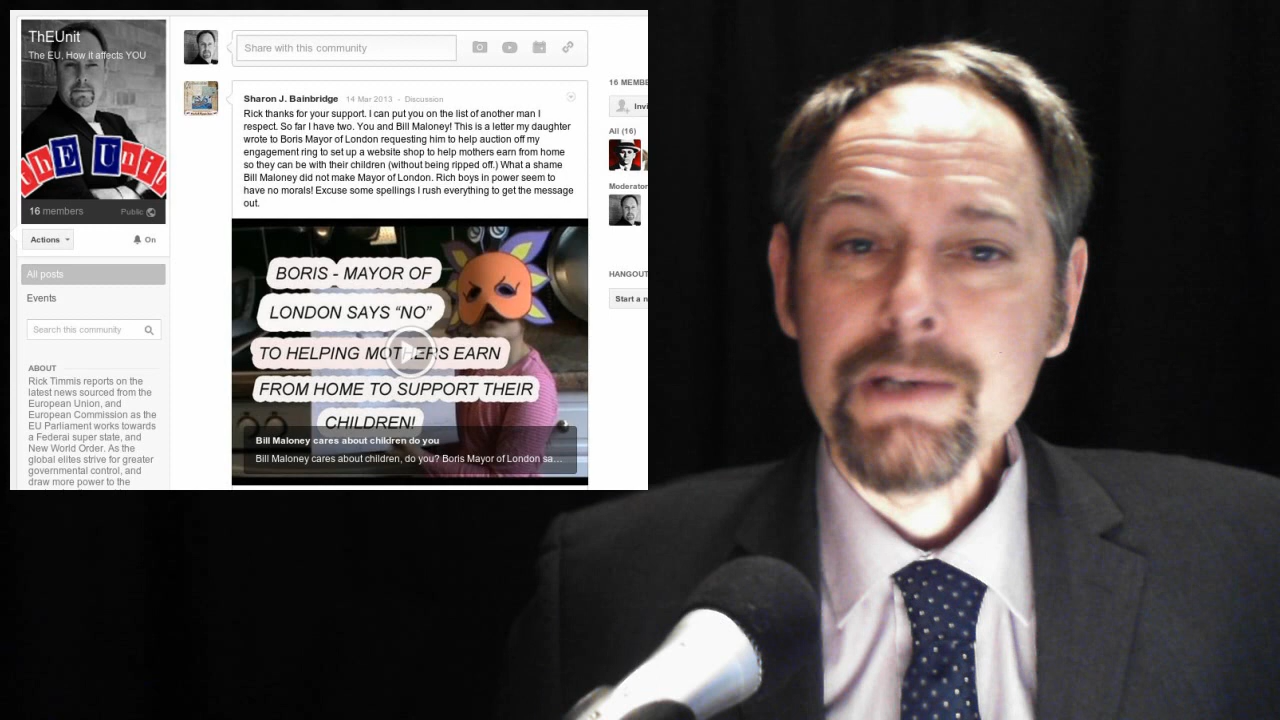 ThEUnit
The EU. How it affects YOU
thEUnit
16 members
Public
Actions
On
All posts
Events
Search this community
ABOUT
Rick Timmis reports on the
latest news sourced from the
European Union, and
European Commission as the
EU Parliament works towards
a Federal super state, and
New World Order. As the
global elites strive for greater
governmental control, and
draw more power to the
Share with this community
Sharon J. Bainbridge 14 Mar 2013 - Discussion
Rick thanks for your support. I can put you on the list of another man I
respect. So far I have two. You and Bill Maloney! This is a letter my daughter
wrote to Boris Mayor of London requesting him to help auction off my
engagement ring to set up a website shop to help mothers earn from home
so they can be with their children (without being ripped off.) What a shame
Bill Maloney did not make Mayor of London. Rich boys in power seem to
have no morals! Excuse some spellings I rush everything to get the message
out.
BORIS - MAYOR OF
LONDON SAYS “NO”
TO HELPING MOTHERS EARN
FROM HOME TO SUPPORT THEIR
CHILDREN!
Bill Maloney cares about children do you
Bill Maloney cares about children, do you? Boris Mayor of London sa...
16 MEMBE
Invi
All (16)
Moderator
HANGOUT
Start a n